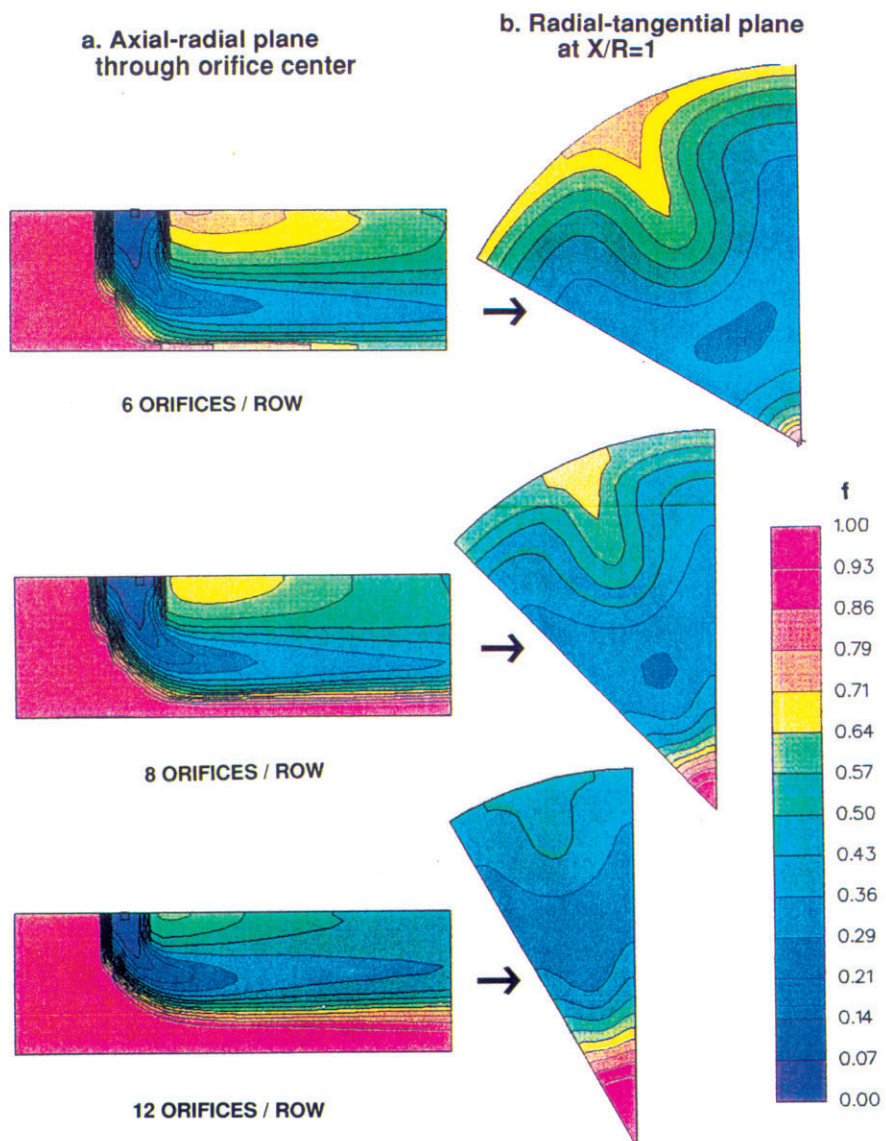 a. Axial-radial plane
through orifice center
b. Radial-tangential plane
at X/R=1
6 ORIFICES / ROW
8 ORIFICES / ROW
12 ORIFICES / ROW
f
1.00
0.93
0.86
0.79
0.71
0.64
0.57
0.50
0.43
0.36
0.29
0.21
0.14
0.07
0.00